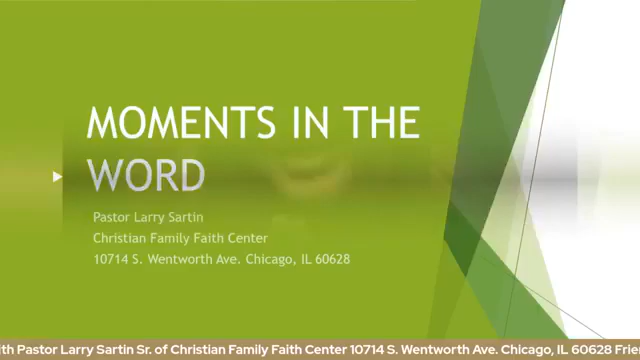 MOMENTS IN THE
WORD
Pastor Larry Sartin
Christian Family Faith Center
10714 S. Wentworth Ave. Chicago, IL 60628
Pastor Larry Sartin Sr. of Christian Family Faith Center 10714 S. Wentworth Ave. Chicago, IL 60628